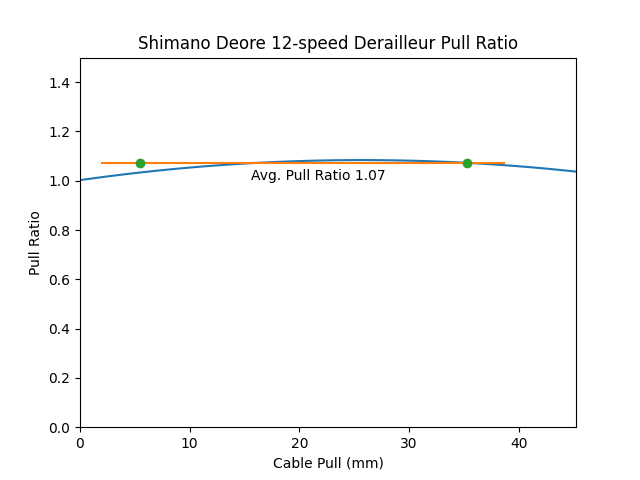 Shimano Deore 12-speed Derailleur Pull Ratio
1.4
1.2
Avg. Pull Ratio 1.07
1.0
Pull Ratio
0.8
0.6
0.4
0.2
0.0
0 10 20 30 40
Cable Pull (mm)